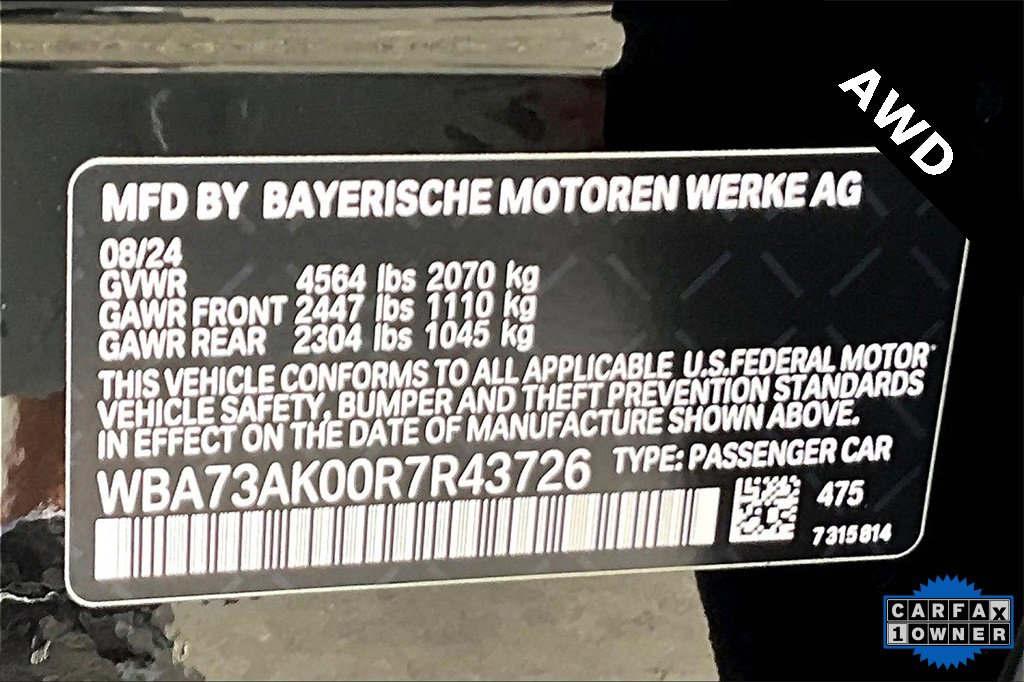 AWD
MFD BY BAYERISCHE MOTOREN WERKE AG
08/24
GVWR 4564 lbs 2070 kg
GAWR FRONT 2447 lbs 1110 kg
GAWR REAR 2304 lbs 1045 kg
THIS VEHICLE CONFORMS TO ALL APPLICABLE U.S.FEDERAL MOTOR
VEHICLE SAFETY, BUMPER AND THEFT PREVENTION STANDARDS
IN EFFECT ON THE DATE OF MANUFACTURE SHOWN ABOVE.
WBA73AK00R7R43726 TYPE: PASSENGER CAR
475
7315814
CARFAX
1 OWNER